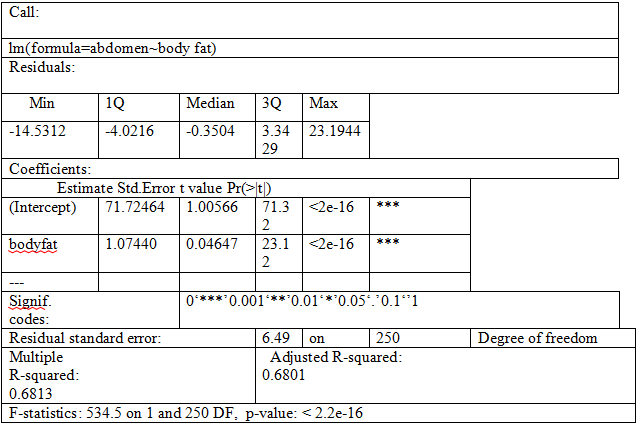 Call:
lm(formula=abdomen~body fat)
Residuals:
Min 1Q Median 3Q Max
-14.5312 -4.0216 -0.3504 3.34 23.1944
29
Coefficients:
Estimate Std.Error t value Pr(>|t|)
(Intercept) 71.72464 1.00566 71.3 <2e-16 ***
2
bodyfat 1.07440 0.04647 23.1 <2e-16 ***
2
---
Signif. 0‘***’0.001‘**’0.01‘*’0.05‘.’0.1‘’1
codes:
Residual standard error: 6.49 on 250 Degree of freedom
Multiple Adjusted R-squared:
R-squared: 0.6801
0.6813
F-statistics: 534.5 on 1 and 250 DF, p-value: < 2.2e-16